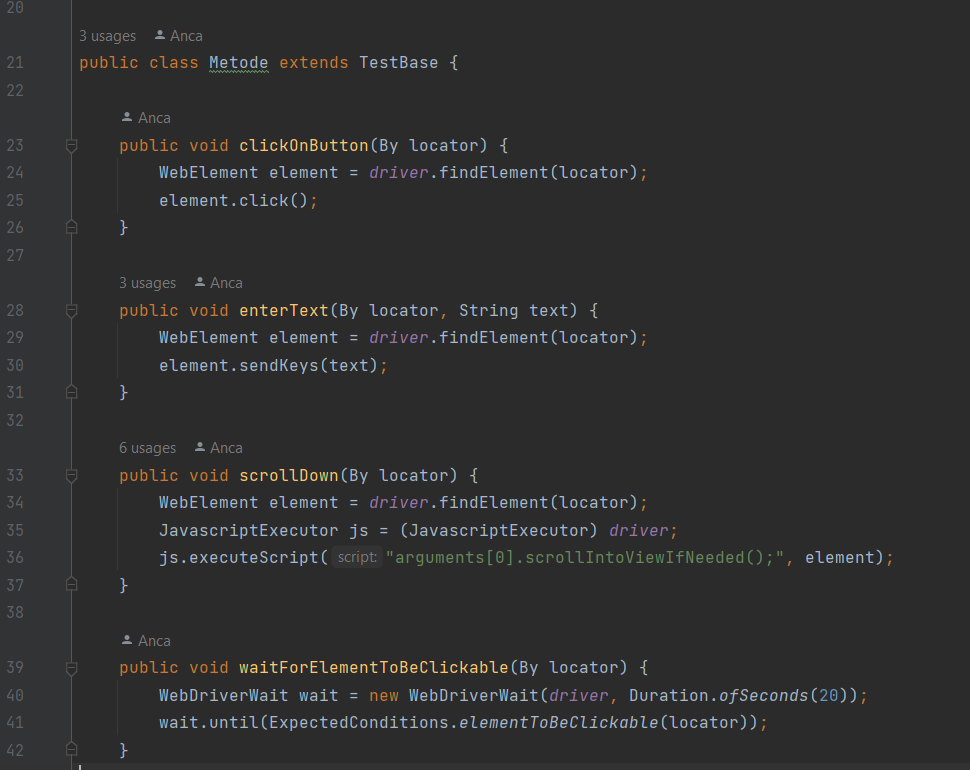 20
3 usages Anca
21 public class Metode extends TestBase {
22
Anca
23 public void clickOnButton(By locator) {
24 WebElement element = driver.findElement(locator);
25 element.click();
26 }
27
3 usages Anca
28 public void enterText(By locator, String text) {
29 WebElement element = driver.findElement(locator);
30 element.sendKeys(text);
31 }
32
6 usages Anca
33 public void scrollDown(By locator) {
34 WebElement element = driver.findElement(locator);
35 JavascriptExecutor js = (JavascriptExecutor) driver;
36 js.executeScript( script: "arguments[0].scrollIntoViewIfNeeded();", element);
37 }
38
Anca
39 public void waitForElementToBeClickable(By locator) {
40 WebDriverWait wait = new WebDriverWait(driver, Duration.ofSeconds(20));
41 wait.until(ExpectedConditions.elementToBeClickable(locator));
42 }